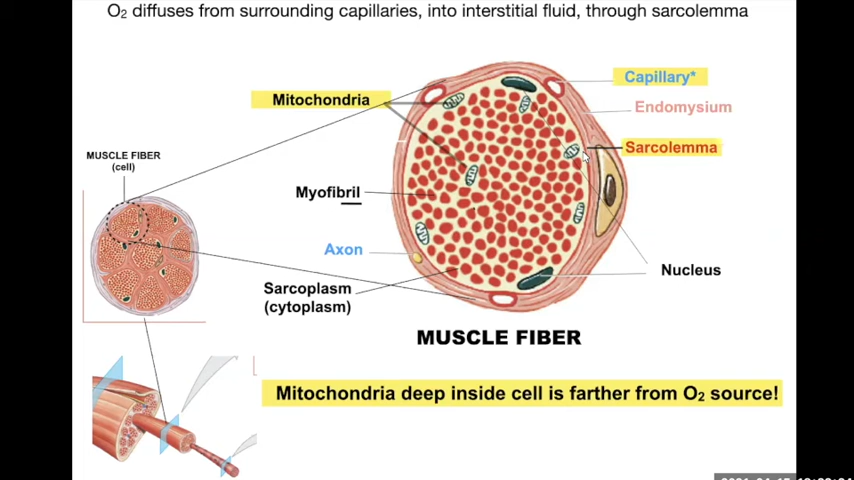 O₂ diffuses from surrounding capillaries, into interstitial fluid, through sarcolemma
Capillary*
Mitochondria
Endomysium
Sarcolemma
MUSCLE FIBER
(cell)
Myofibril
Axon
Nucleus
Sarcoplasm
(cytoplasm)
MUSCLE FIBER
Mitochondria deep inside cell is farther from O₂ source!